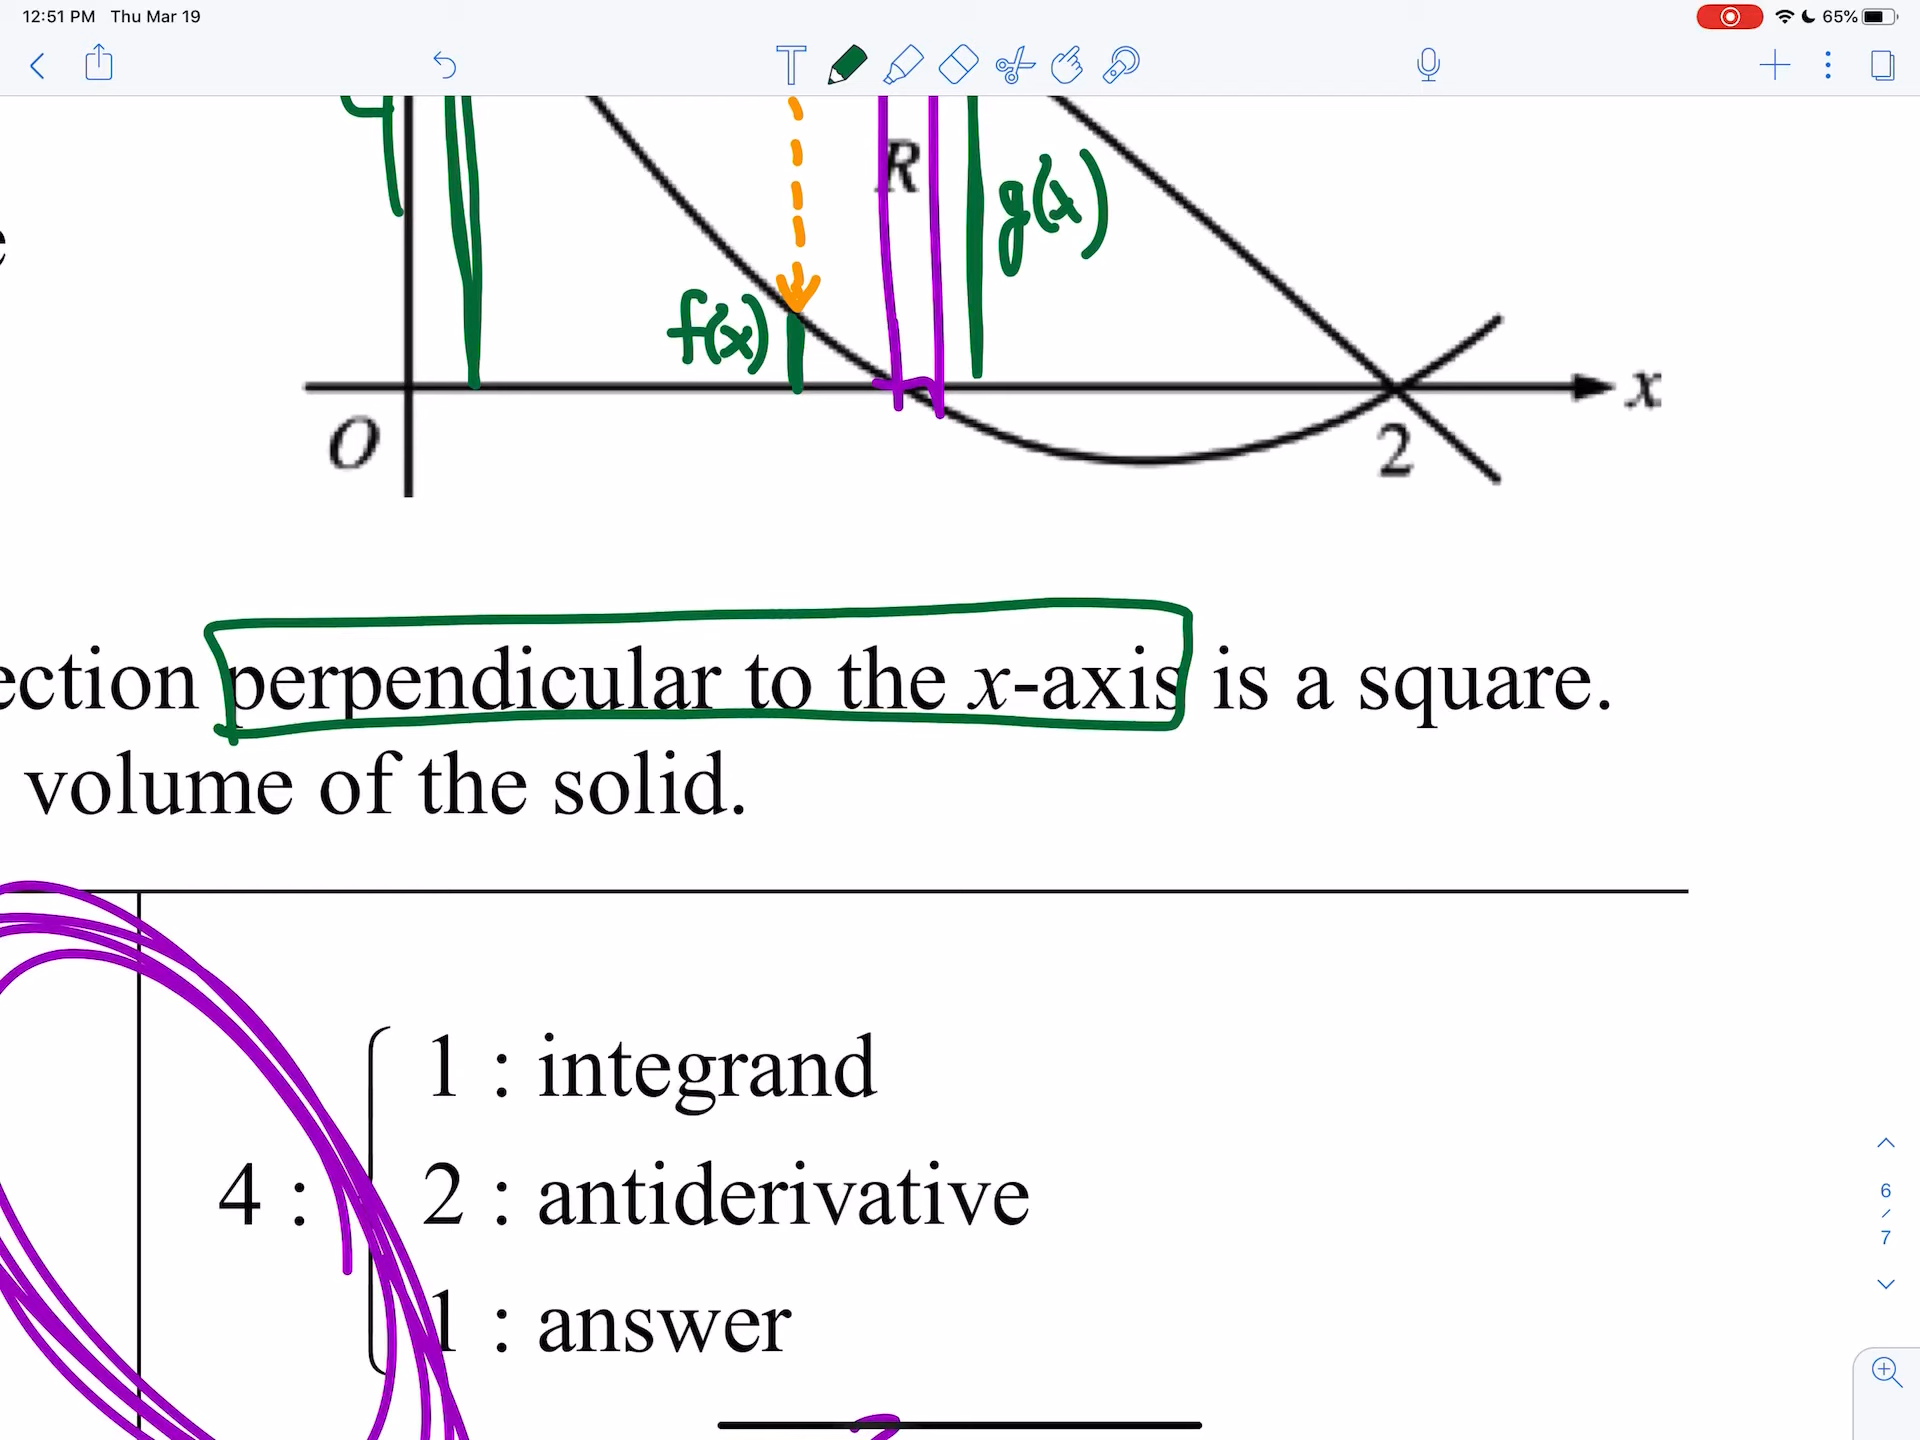 12:51 PM Thu Mar 19
65%
T
R
g(x)
f(x)
x
O
2
ection perpendicular to the x-axis is a square.
volume of the solid.
1 : integrand
4 :
2 : antiderivative
1 : answer
6
/
7